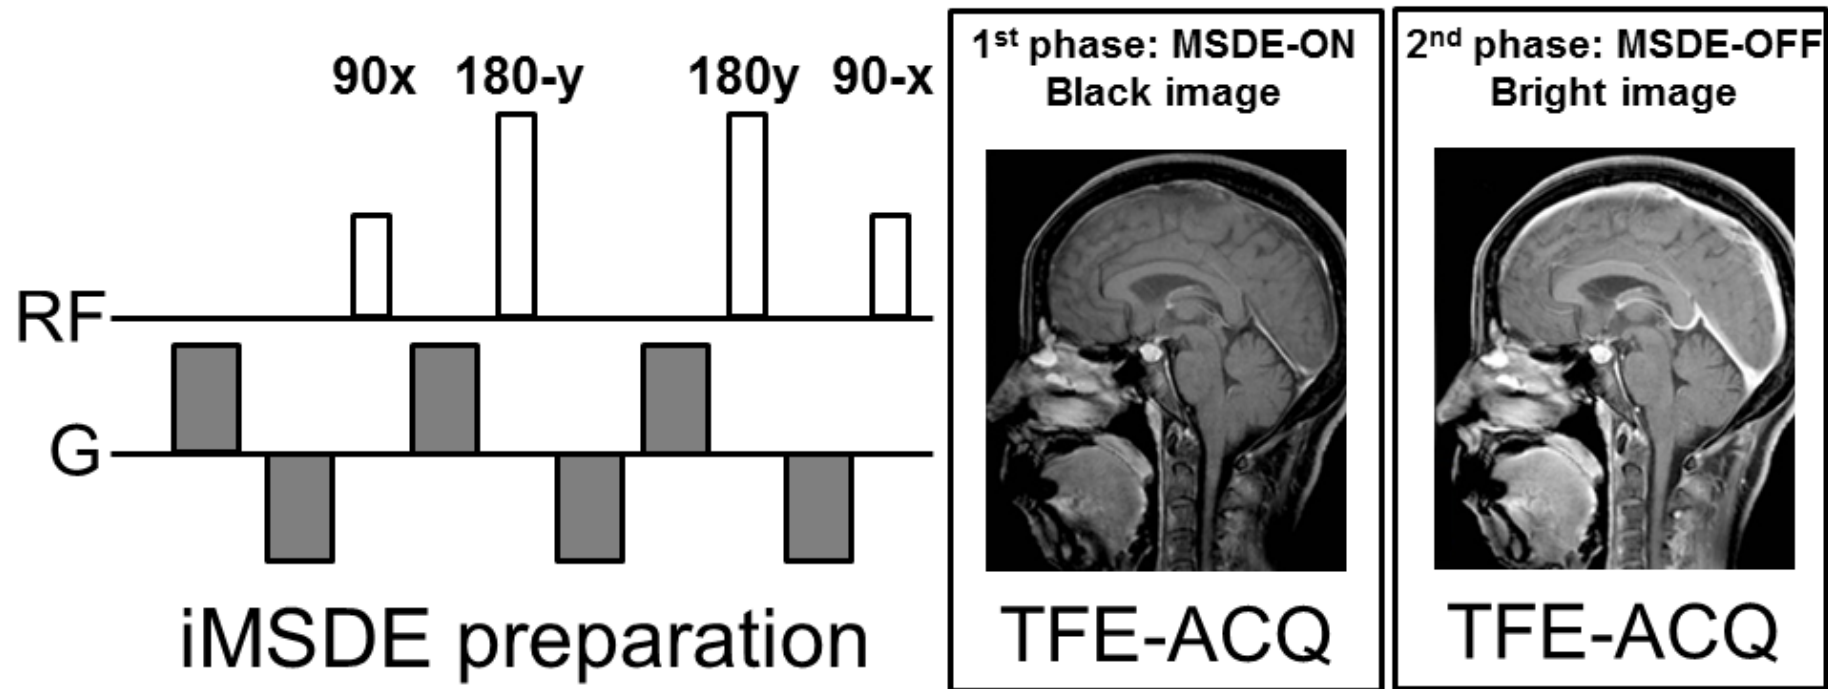 90x 180-y 180y 90-x
RF
G
iMSDE preparation
1st phase: MSDE-ON
Black image
TFE-ACQ
2nd phase: MSDE-OFF
Bright image
TFE-ACQ